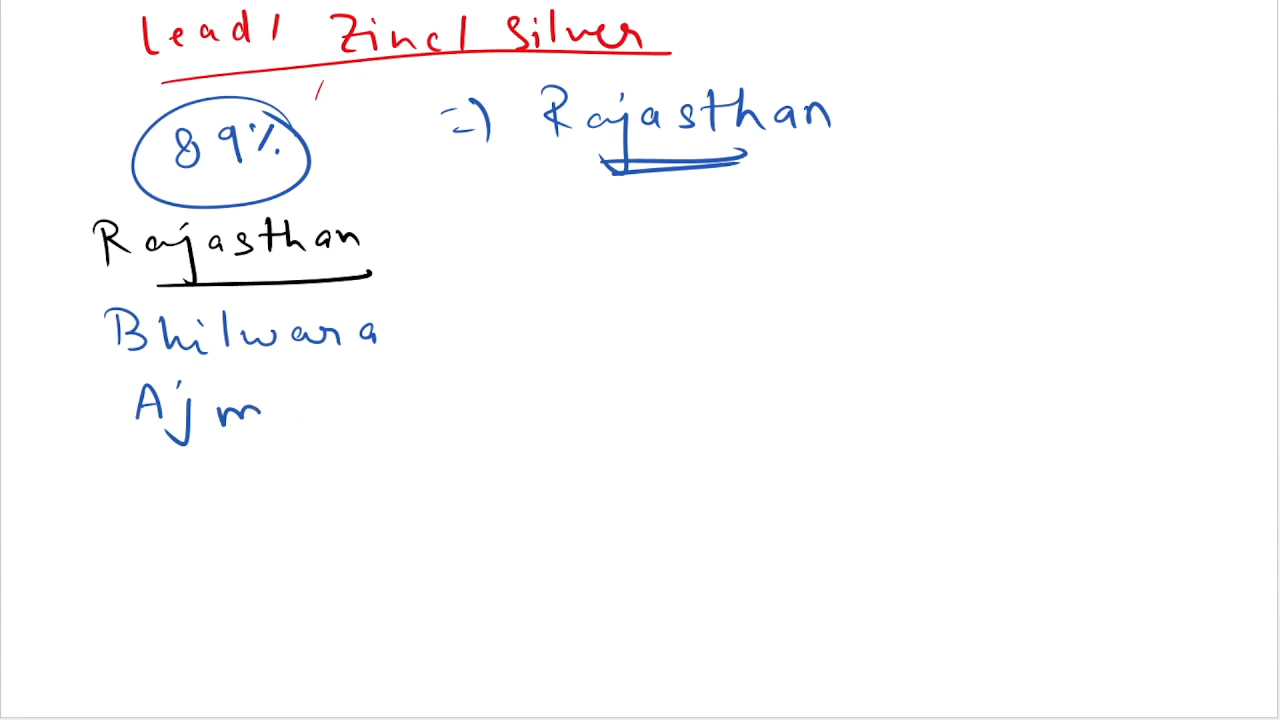 Lead/ Zinc/ Silver
89% => Rajasthan
Rajasthan
Bhilwara
Ajm